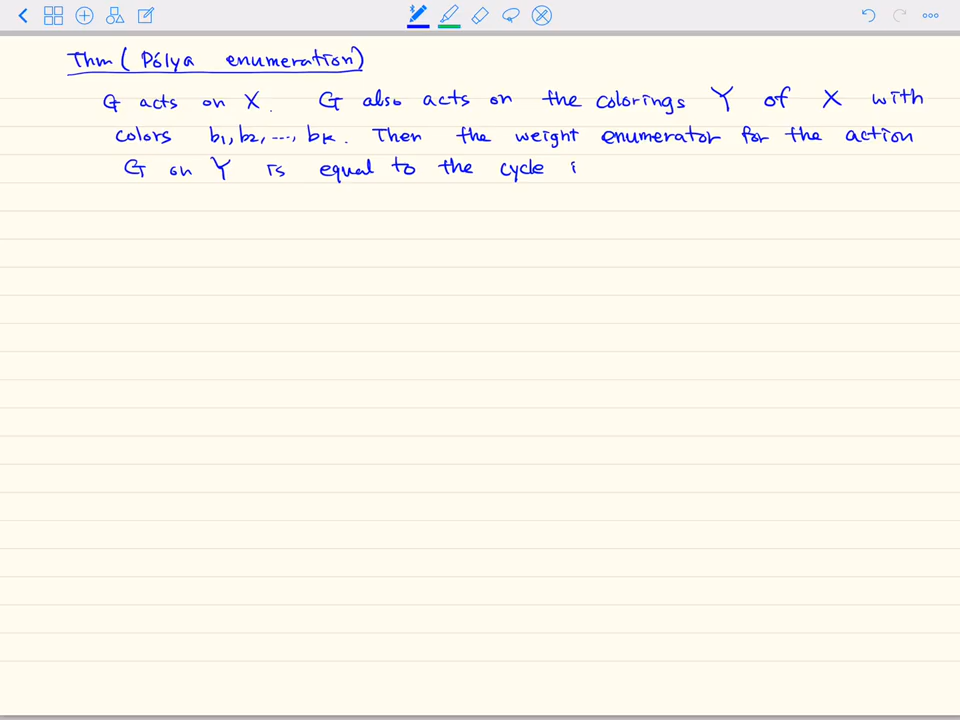 Thm ( Pólya enumeration)
G acts on X. G also acts on the colorings Y of X with
colors b1, b2, ..., bk. Then the weight enumerator for the action
G on Y is equal to the cycle i